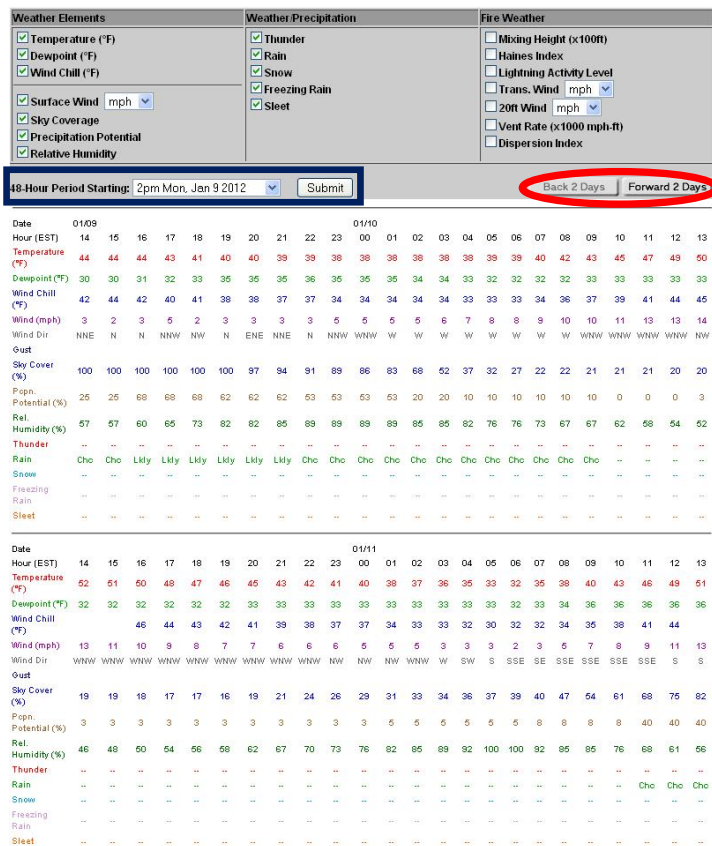 Weather Elements Weather/Precipitation Fire Weather
Temperature (°F) Thunder Mixing Height (x100ft)
Dewpoint (°F) Rain Haines Index
Wind Chill (°F) Snow Lightning Activity Level
Surface Wind mph Freezing Rain Trans. Wind mph
Sky Coverage Sleet 20ft Wind mph
Precipitation Potential Vent Rate (x1000 mph-ft)
Relative Humidity Dispersion Index
48-Hour Period Starting: 2pm Mon, Jan 9 2012 Submit Back 2 Days Forward 2 Days
Date 01/09 01/10
Hour (EST) 14 15 16 17 18 19 20 21 22 23 00 01 02 03 04 05 06 07 08 09 10 11 12 13
Temperature (°F) 44 44 44 43 41 40 40 39 39 38 38 38 38 38 38 39 39 40 42 43 45 47 49 50
Dewpoint (°F) 30 30 31 32 33 35 35 35 36 35 35 35 34 34 33 32 32 32 32 33 33 33 33 33
Wind Chill (°F) 42 44 42 40 41 38 38 37 37 34 34 34 34 34 33 33 33 34 36 37 39 41 44 45
Wind (mph) 3 2 3 5 2 3 3 3 3 5 5 5 5 6 7 8 8 9 10 10 11 13 13 14
Wind Dir NNE N N NNW NW N ENE NNE N NNW WNW W W W W W W W W WNW WNW WNW WNW NW
Gust
Sky Cover (%) 100 100 100 100 100 100 97 94 91 89 86 83 68 52 37 32 27 22 22 21 21 21 20 20
Pcpn. Potential (%) 25 25 68 68 68 62 62 62 53 53 53 53 20 20 10 10 10 10 10 10 0 0 0 3
Rel. Humidity (%) 57 57 60 65 73 82 82 85 89 89 89 85 85 82 82 76 76 73 67 67 62 58 54 52
Thunder -- -- -- -- -- -- -- -- -- -- -- -- -- -- -- -- -- -- -- -- -- -- -- --
Rain Chc Chc Lkly Lkly Lkly Lkly Lkly Lkly Chc Chc Chc Chc Chc Chc Chc Chc Chc Chc Chc Chc -- -- -- --
Snow -- -- -- -- -- -- -- -- -- -- -- -- -- -- -- -- -- -- -- -- -- -- -- --
Freezing Rain -- -- -- -- -- -- -- -- -- -- -- -- -- -- -- -- -- -- -- -- -- -- -- --
Sleet -- -- -- -- -- -- -- -- -- -- -- -- -- -- -- -- -- -- -- -- -- -- -- --
Date 01/11
Hour (EST) 14 15 16 17 18 19 20 21 22 23 00 01 02 03 04 05 06 07 08 09 10 11 12 13
Temperature (°F) 52 51 50 48 47 46 45 43 42 41 40 38 37 36 35 33 32 35 38 40 43 46 49 51
Dewpoint (°F) 32 32 32 32 32 32 33 33 33 33 33 33 33 33 33 33 32 33 34 36 36 36 36 36
Wind Chill (°F) 46 44 43 42 41 39 38 37 37 34 33 33 32 30 32 32 34 35 38 41 44
Wind (mph) 13 11 10 9 8 7 7 6 6 6 5 5 5 3 3 3 2 3 5 7 8 9 11 13
Wind Dir WNW WNW WNW WNW WNW WNW WNW WNW WNW NW NW NW WNW W SW S SSE SE SSE SSE SSE SSE S S
Gust
Sky Cover (%) 19 19 18 17 17 16 19 21 24 26 29 31 33 34 36 37 39 40 47 54 61 68 75 82
Pcpn. Potential (%) 3 3 3 3 3 3 3 3 3 3 3 5 5 5 5 5 5 8 8 8 8 40 40 40
Rel. Humidity (%) 46 48 50 54 56 58 62 67 70 73 76 82 85 89 92 100 100 92 85 85 76 68 61 56
Thunder -- -- -- -- -- -- -- -- -- -- -- -- -- -- -- -- -- -- -- -- -- -- -- --
Rain -- -- -- -- -- -- -- -- -- -- -- -- -- -- -- -- -- -- -- -- -- Chc Chc Chc
Snow -- -- -- -- -- -- -- -- -- -- -- -- -- -- -- -- -- -- -- -- -- -- -- --
Freezing Rain -- -- -- -- -- -- -- -- -- -- -- -- -- -- -- -- -- -- -- -- -- -- -- --
Sleet -- -- -- -- -- -- -- -- -- -- -- -- -- -- -- -- -- -- -- -- -- -- -- --